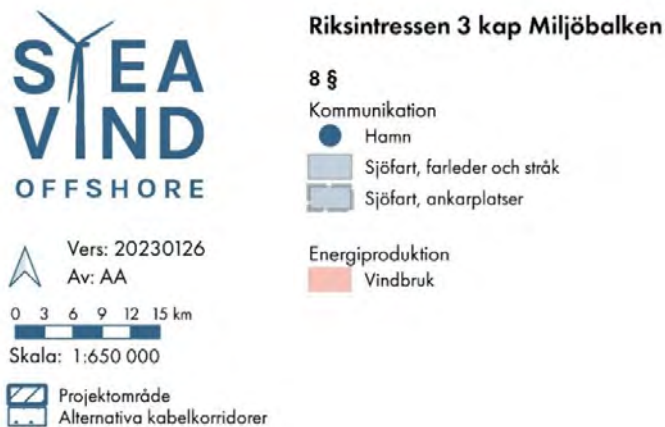 SVEA
VIND
OFFSHORE
Vers: 20230126
Av: AA
0 3 6 9 12 15 km
Skala: 1:650 000
Projektområde
Alternativa kabelkorridorer
Riksintressen 3 kap Miljöbalken
8 §
Kommunikation
Hamn
Sjöfart, farleder och stråk
Sjöfart, ankarplatser
Energiproduktion
Vindbruk